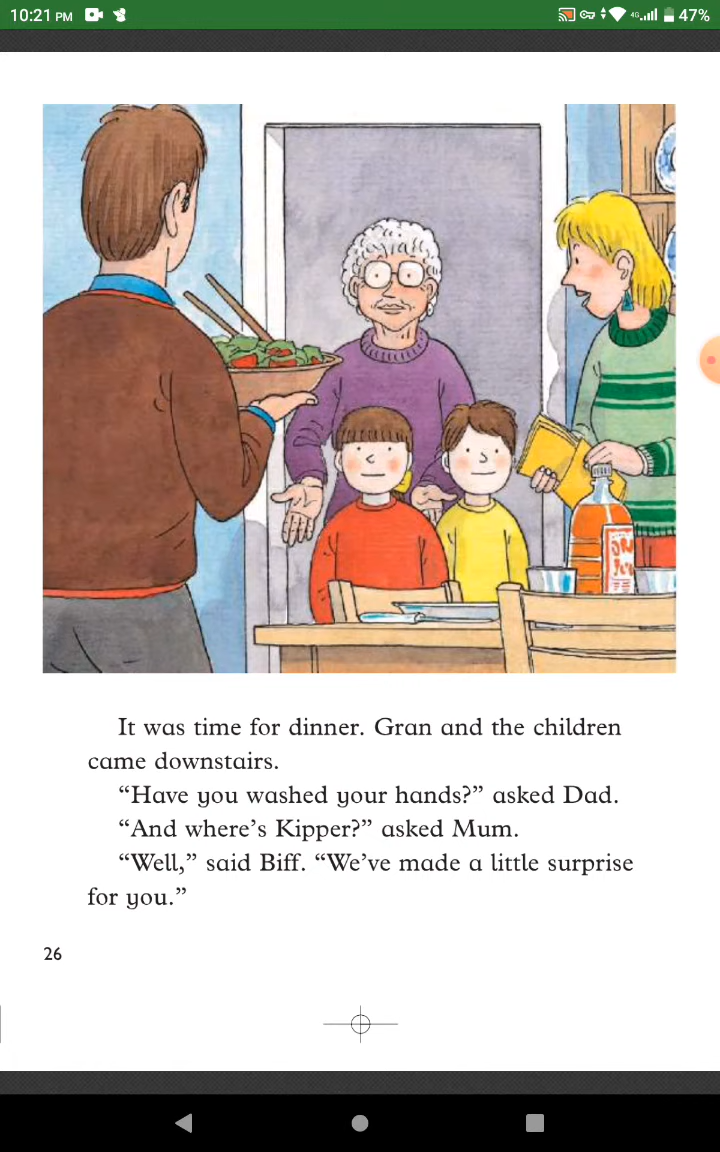 10:21 PM
4G 47%
It was time for dinner. Gran and the children
came downstairs.
“Have you washed your hands?” asked Dad.
“And where’s Kipper?” asked Mum.
“Well,” said Biff. “We’ve made a little surprise
for you.”
26